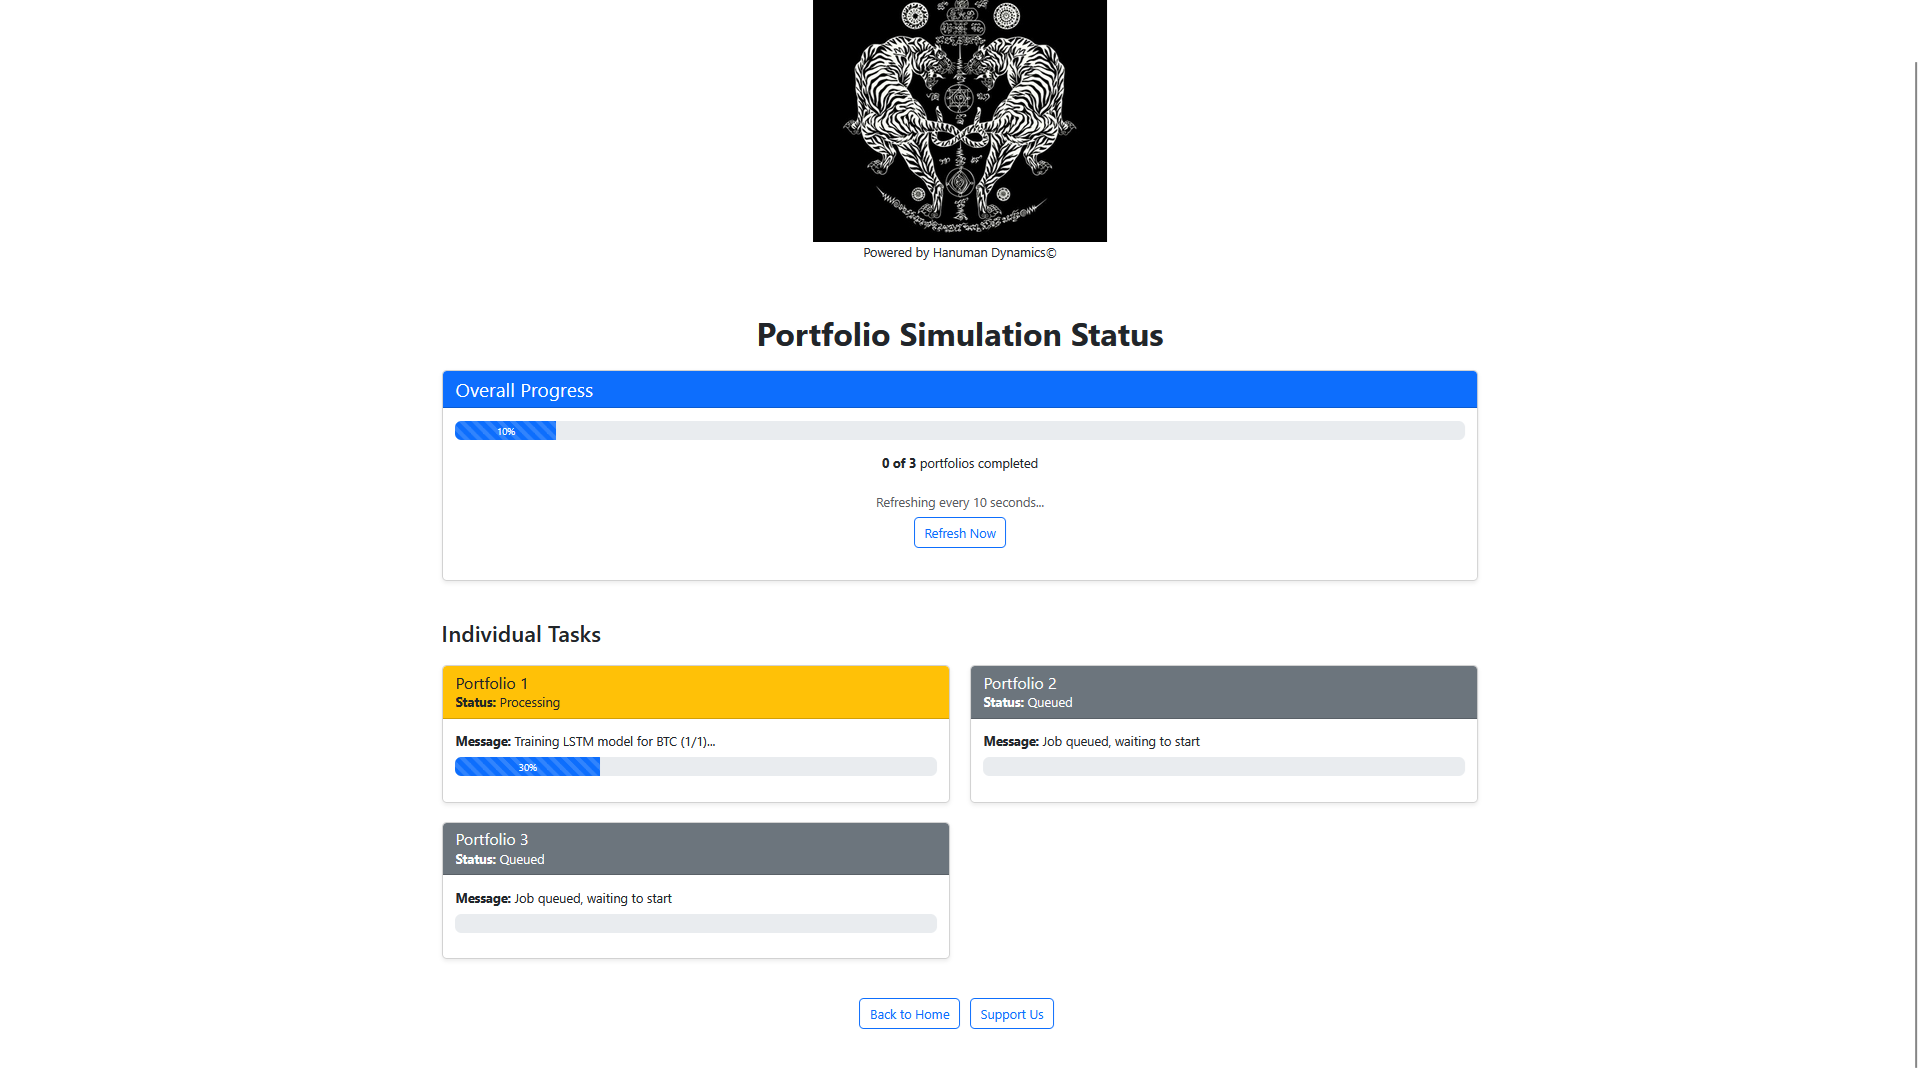 Powered by Hanuman Dynamics©
Portfolio Simulation Status
Overall Progress
10%
0 of 3 portfolios completed
Refreshing every 10 seconds...
Refresh Now
Individual Tasks
Portfolio 1
Status: Processing
Message: Training LSTM model for BTC (1/1)...
30%
Portfolio 2
Status: Queued
Message: Job queued, waiting to start
Portfolio 3
Status: Queued
Message: Job queued, waiting to start
Back to Home
Support Us